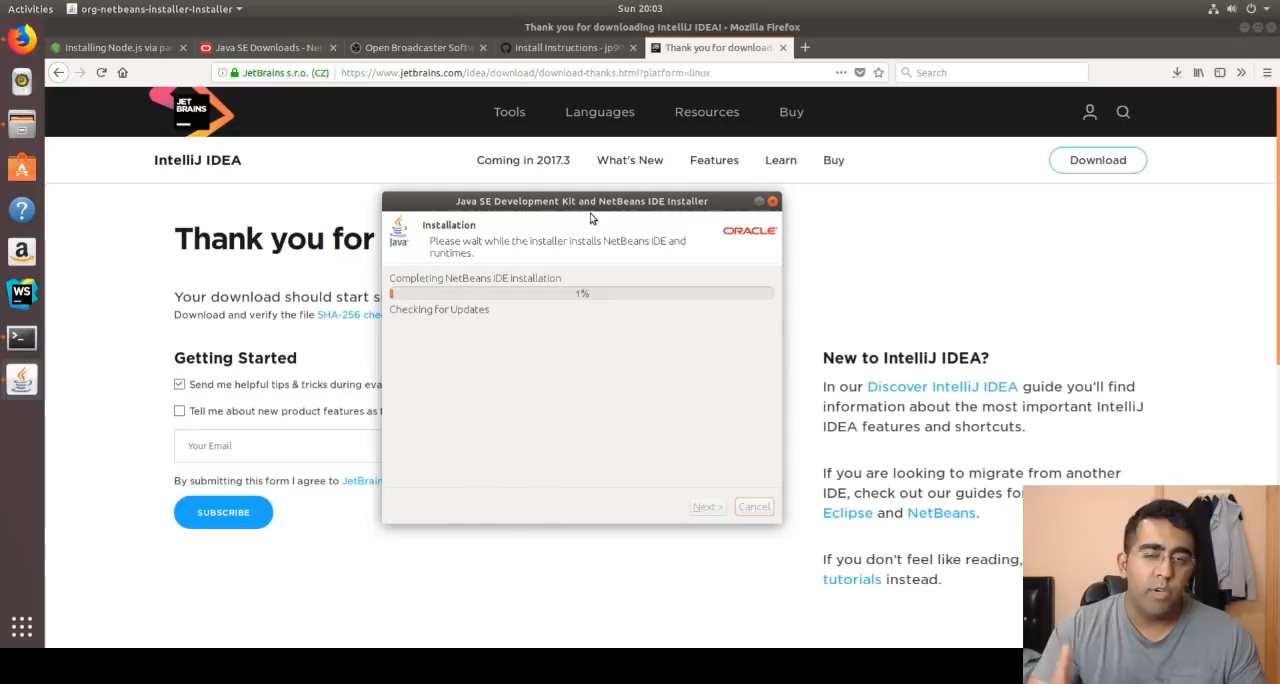 Activities
org-netbeans-installer-Installer
Sun 20:03
Thank you for downloading IntelliJ IDEA! - Mozilla Firefox
Installing Node.js via pa
Java SE Downloads - Net
Open Broadcaster Softw
Install Instructions · jp9
Thank you for download
JetBrains s.r.o. (CZ)
https://www.jetbrains.com/idea/download/download-thanks.html?platform=linux
Search
JET
BRAINS
Tools
Languages
Resources
Buy
IntelliJ IDEA
Coming in 2017.3
What's New
Features
Learn
Buy
Download
Thank you for
Your download should start s
Download and verify the file SHA-256 che
Getting Started
Send me helpful tips & tricks during eva
Tell me about new product features as t
Your Email
By submitting this form I agree to JetBrain
SUBSCRIBE
Java SE Development Kit and NetBeans IDE Installer
Java
Installation
Please wait while the installer installs NetBeans IDE and
runtimes.
ORACLE
Completing NetBeans IDE installation
1%
Checking for Updates
Next >
Cancel
New to IntelliJ IDEA?
In our Discover IntelliJ IDEA guide you'll find
information about the most important IntelliJ
IDEA features and shortcuts.
If you are looking to migrate from another
IDE, check out our guides fo
Eclipse and NetBeans.
If you don't feel like reading,
tutorials instead.
WS